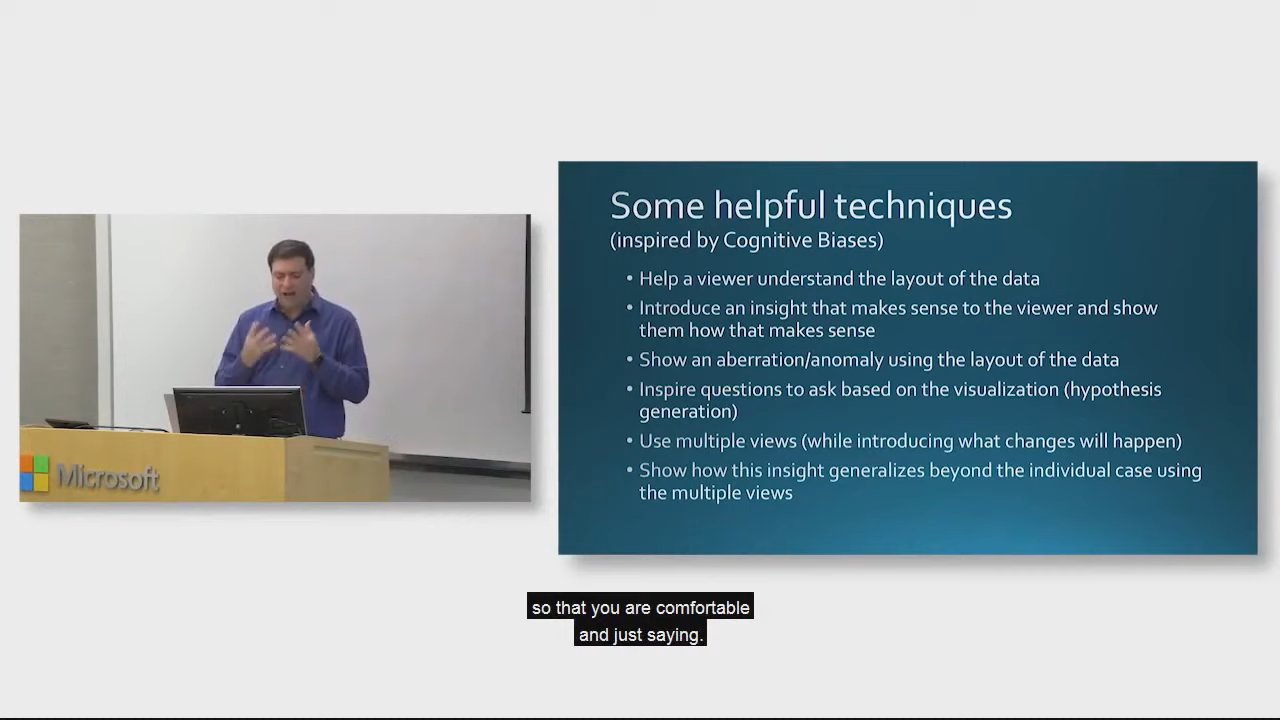 Some helpful techniques
(inspired by Cognitive Biases)
• Help a viewer understand the layout of the data
• Introduce an insight that makes sense to the viewer and show
them how that makes sense
• Show an aberration/anomaly using the layout of the data
• Inspire questions to ask based on the visualization (hypothesis
generation)
• Use multiple views (while introducing what changes will happen)
• Show how this insight generalizes beyond the individual case using
the multiple views
Microsoft
so that you are comfortable
and just saying.